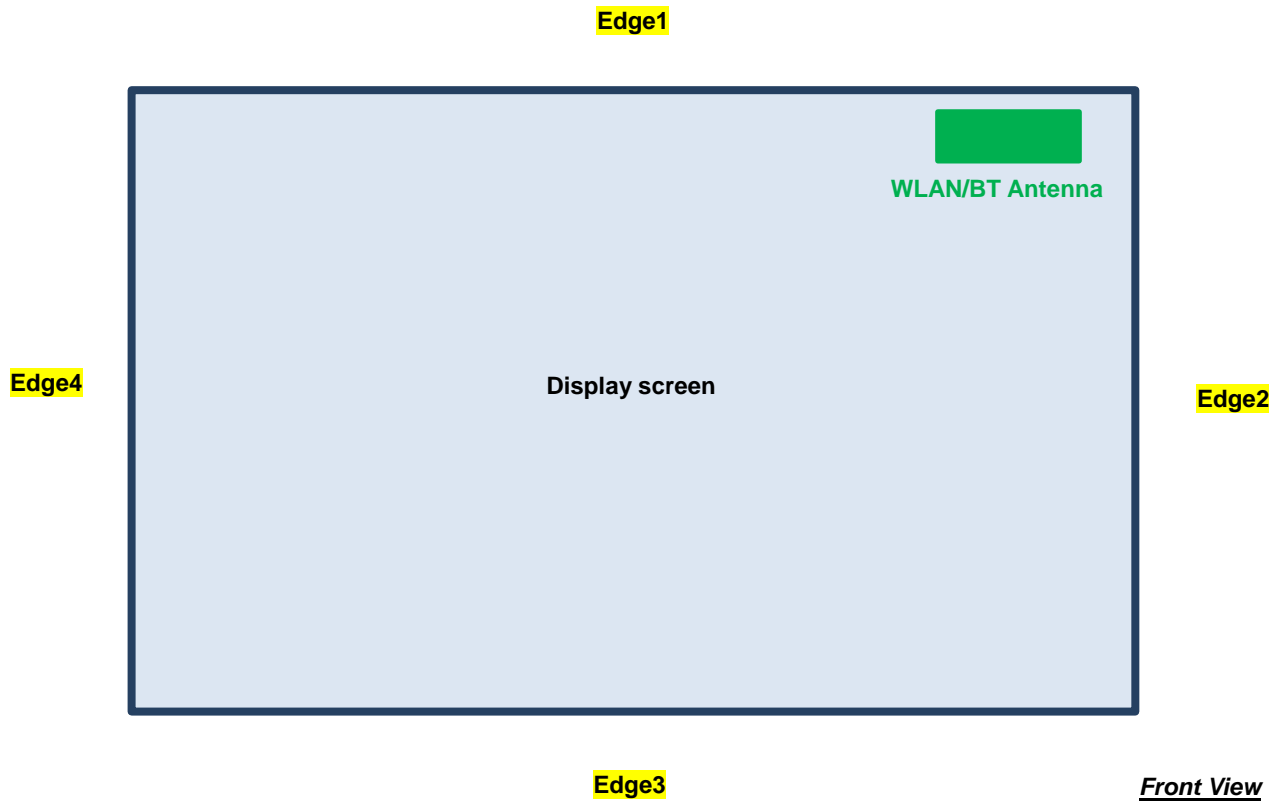 Edge1
WLAN/BT Antenna
Edge4
Display screen
Edge2
Edge3
Front View